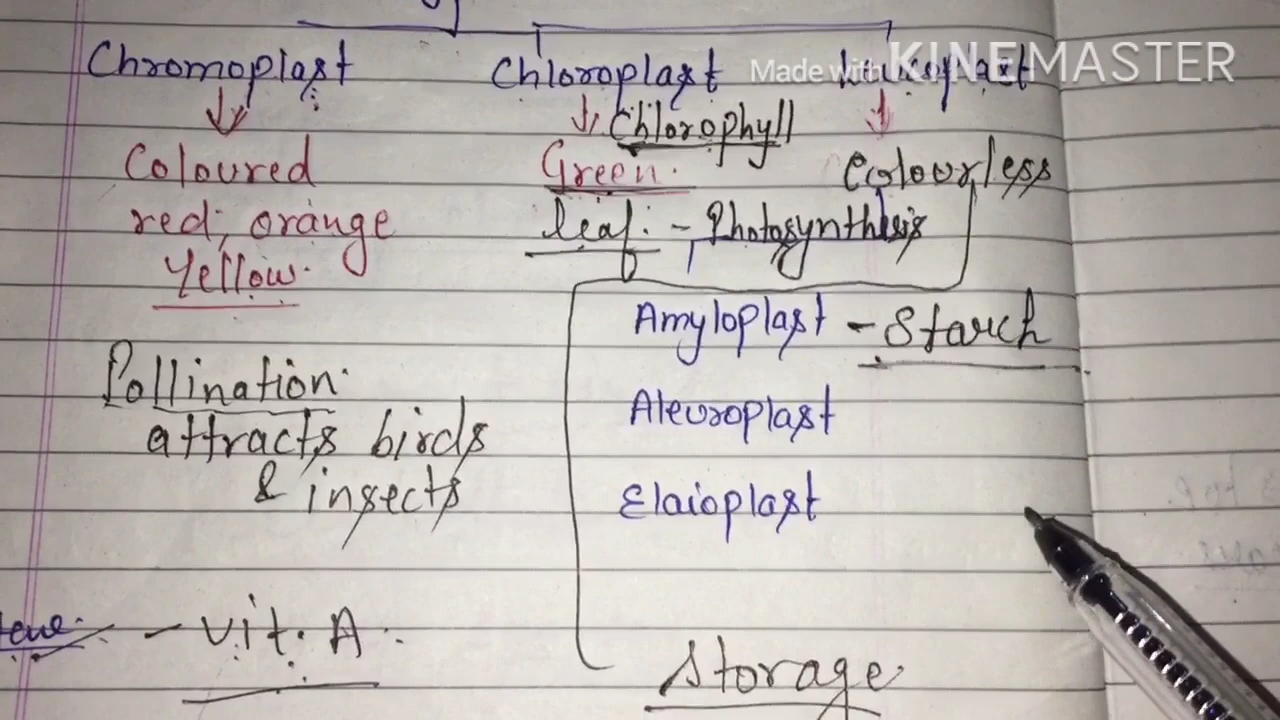 Chromoplast Chloroplast Leucoplast
Made with KINEMASTER
Chlorophyll
Coloured Green. Colourless
red, orange leaf. - Photosynthesis
Yellow.
Amyloplast - Starch
Pollination.
attracts birds Aleuroplast
& insects Elaioplast
- Vit. A
Storage